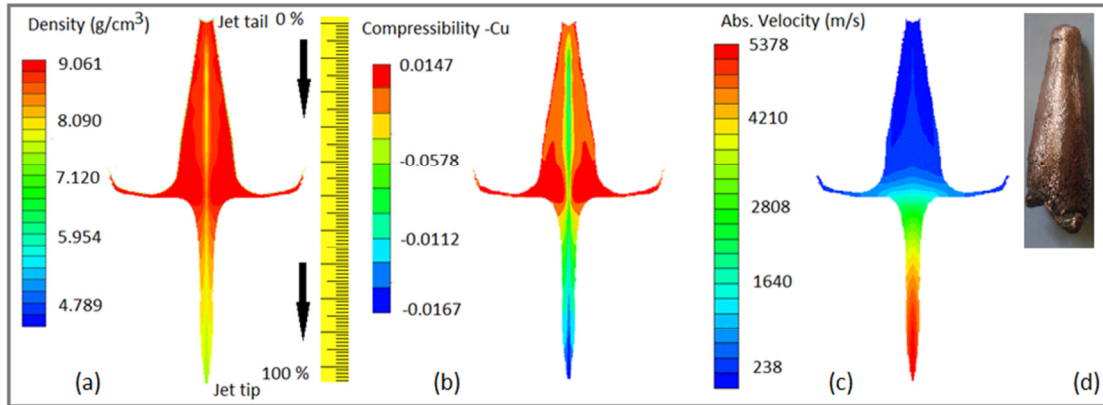 Density (g/cm³)
9.061
8.090
7.120
5.954
4.789
Jet tail 0 %
100 %
Jet tip
(a)
Compressibility -Cu
0.0147
-0.0578
-0.0112
-0.0167
(b)
Abs. Velocity (m/s)
5378
4210
2808
1640
238
(c)
(d)